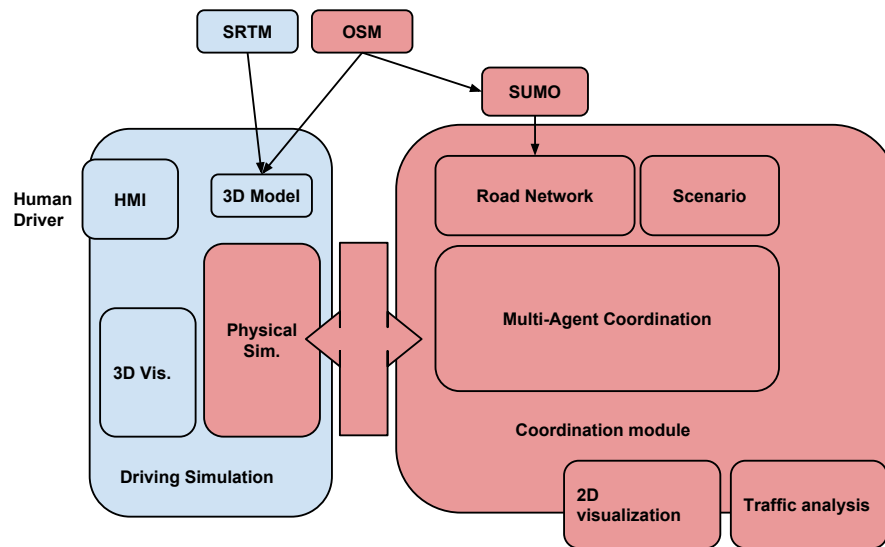 SRTM
OSM
SUMO
Human
Driver
HMI
3D Model
Road Network
Scenario
Physical
Sim.
Multi-Agent Coordination
3D Vis.
Coordination module
Driving Simulation
2D
visualization
Traffic analysis